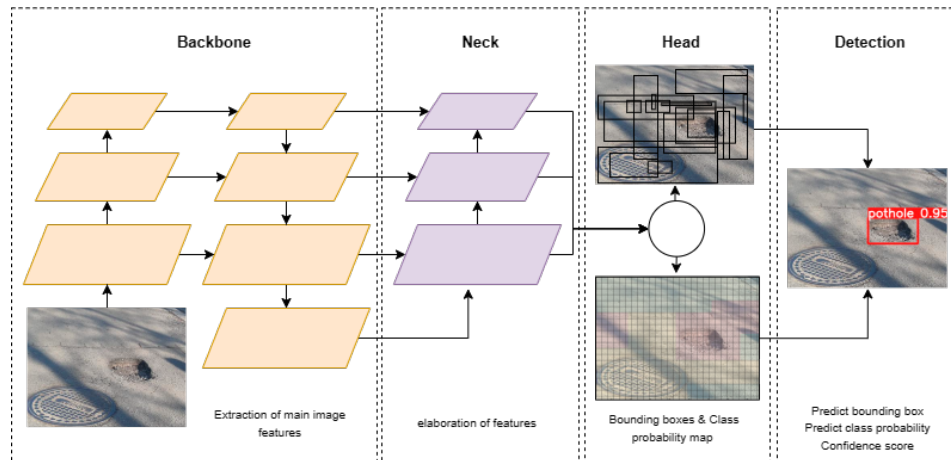 Backbone
Neck
Head
Detection
pothole 0.95
Extraction of main image
features
elaboration of features
Bounding boxes & Class
probability map
Predict bounding box
Predict class probability
Confidence score